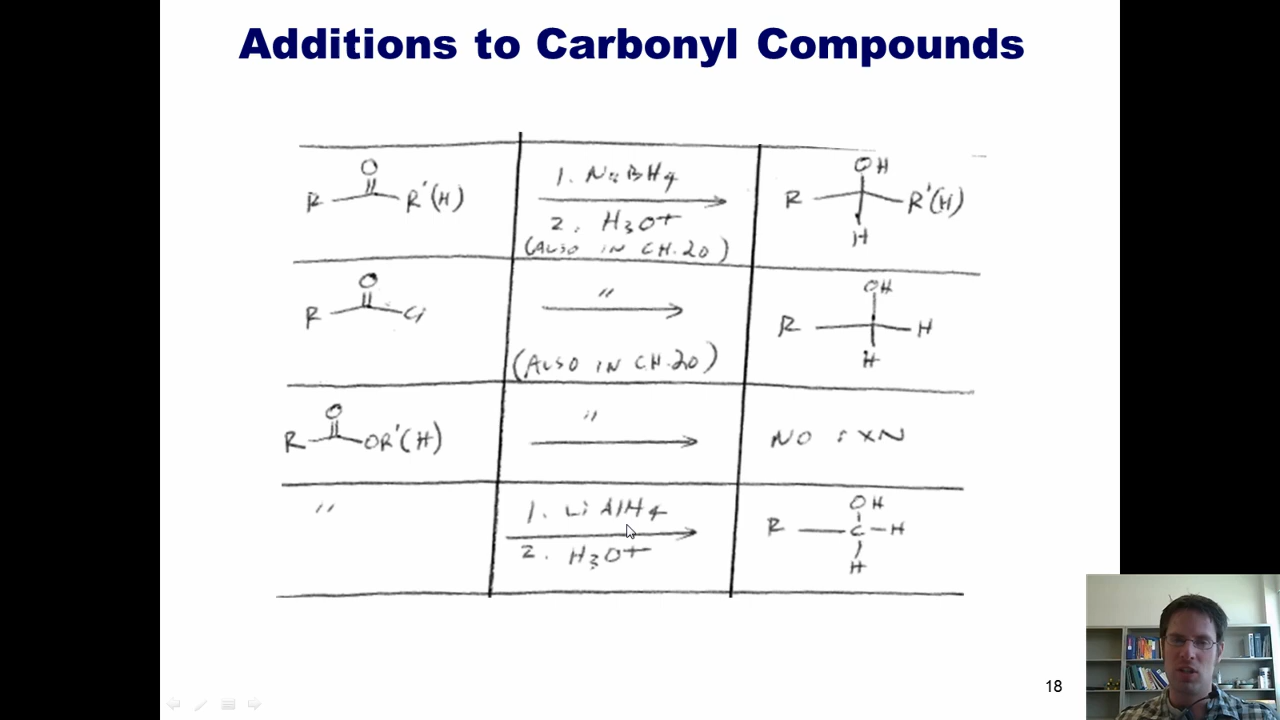 Additions to Carbonyl Compounds
O
R R'(H)
1. NaBH4
2. H3O+
(ALSO IN CH.20)
OH
R R'(H)
H
O
R Cl
"
(ALSO IN CH.20)
OH
R H
H
O
R OR'(H)
"
NO rXN
"
1. LiAlH4
2. H3O+
OH
R C H
H
18